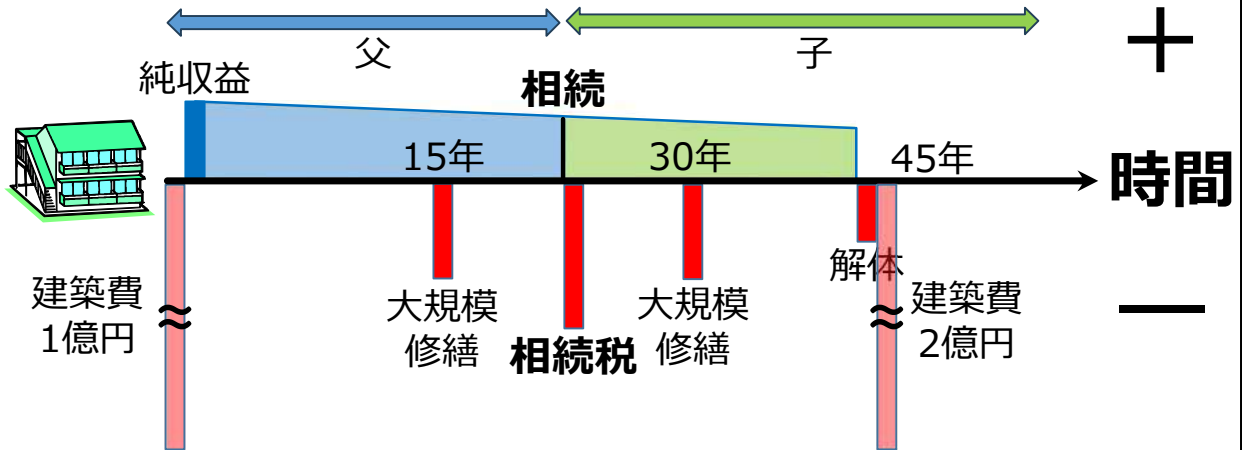 父
子
＋
純収益
相続
15年
30年
45年
時間
建築費
1億円
大規模
修繕
相続税
大規模
修繕
解体
建築費
2億円
―